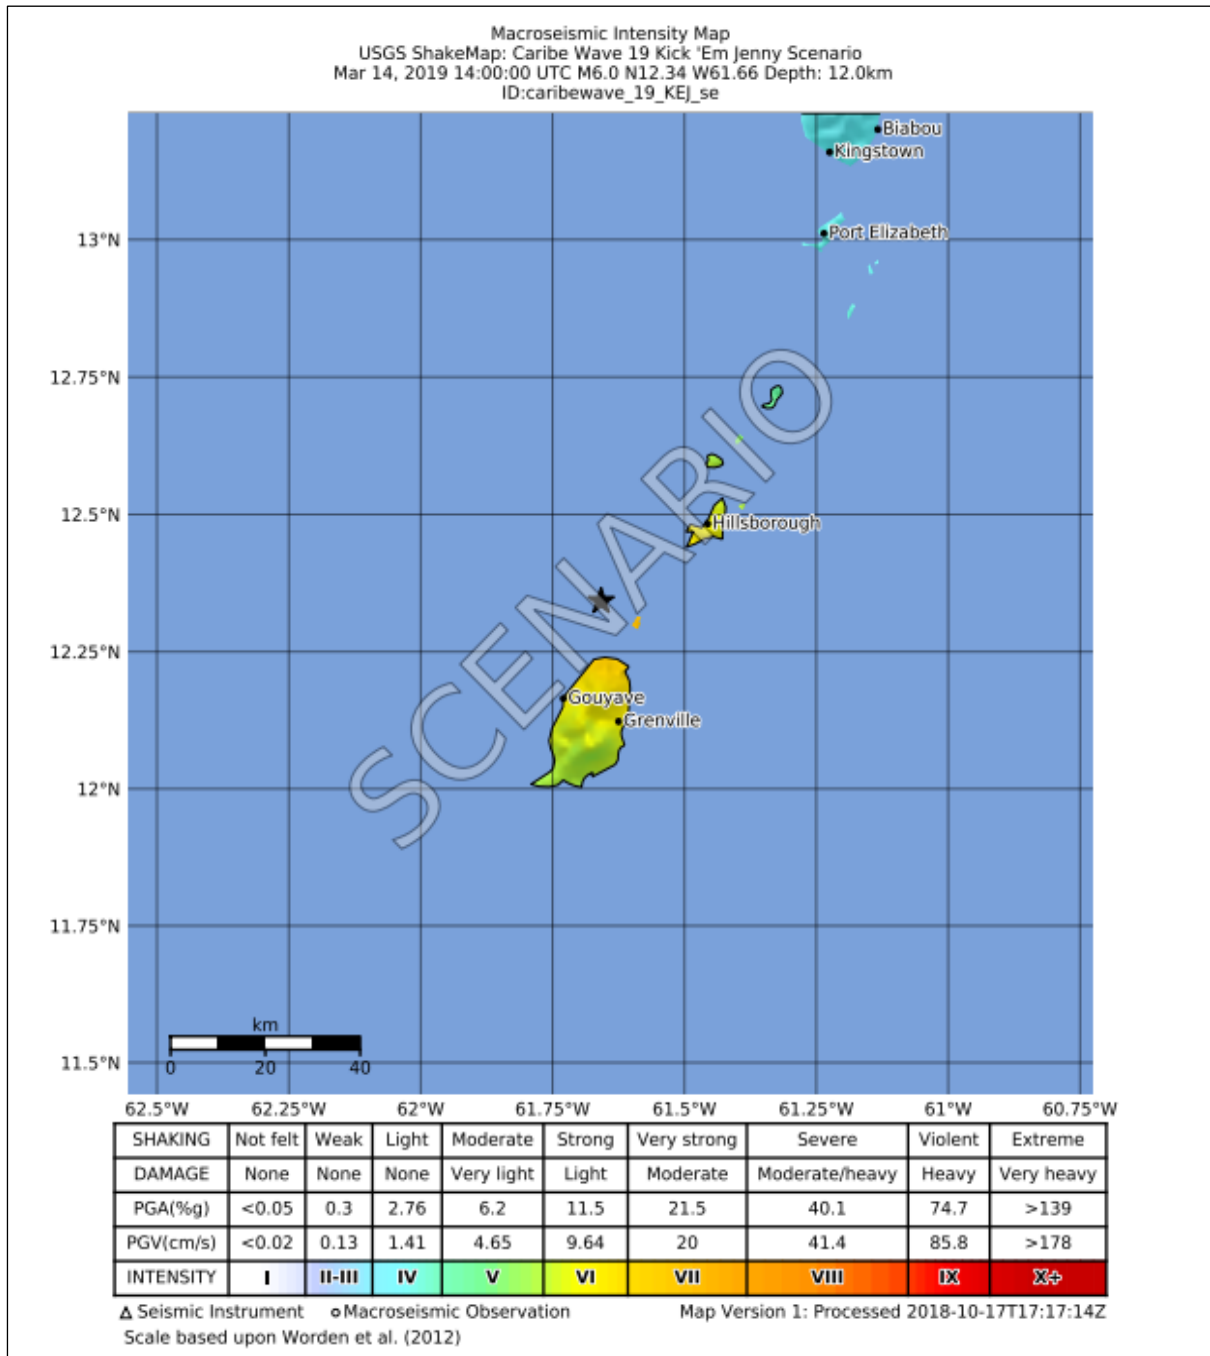 Macroseismic Intensity Map
USGS ShakeMap: Caribe Wave 19 Kick 'Em Jenny Scenario
Mar 14, 2019 14:00:00 UTC M6.0 N12.34 W61.66 Depth: 12.0km
ID:caribewave_19_KEJ_se
Biabou
Kingstown
Port Elizabeth
13°N
12.75°N
12.5°N
Hillsborough
SCENARIO
12.25°N
Gouyave
Grenville
12°N
11.75°N
km
0 20 40
11.5°N
62.5°W 62.25°W 62°W 61.75°W 61.5°W 61.25°W 61°W 60.75°W
SHAKING Not felt Weak Light Moderate Strong Very strong Severe Violent Extreme
DAMAGE None None None Very light Light Moderate Moderate/heavy Heavy Very heavy
PGA(%g) <0.05 0.3 2.76 6.2 11.5 21.5 40.1 74.7 >139
PGV(cm/s) <0.02 0.13 1.41 4.65 9.64 20 41.4 85.8 >178
INTENSITY I II-III IV V VI VII VIII IX X+
Seismic Instrument Macroseismic Observation Map Version 1: Processed 2018-10-17T17:17:14Z
Scale based upon Worden et al. (2012)